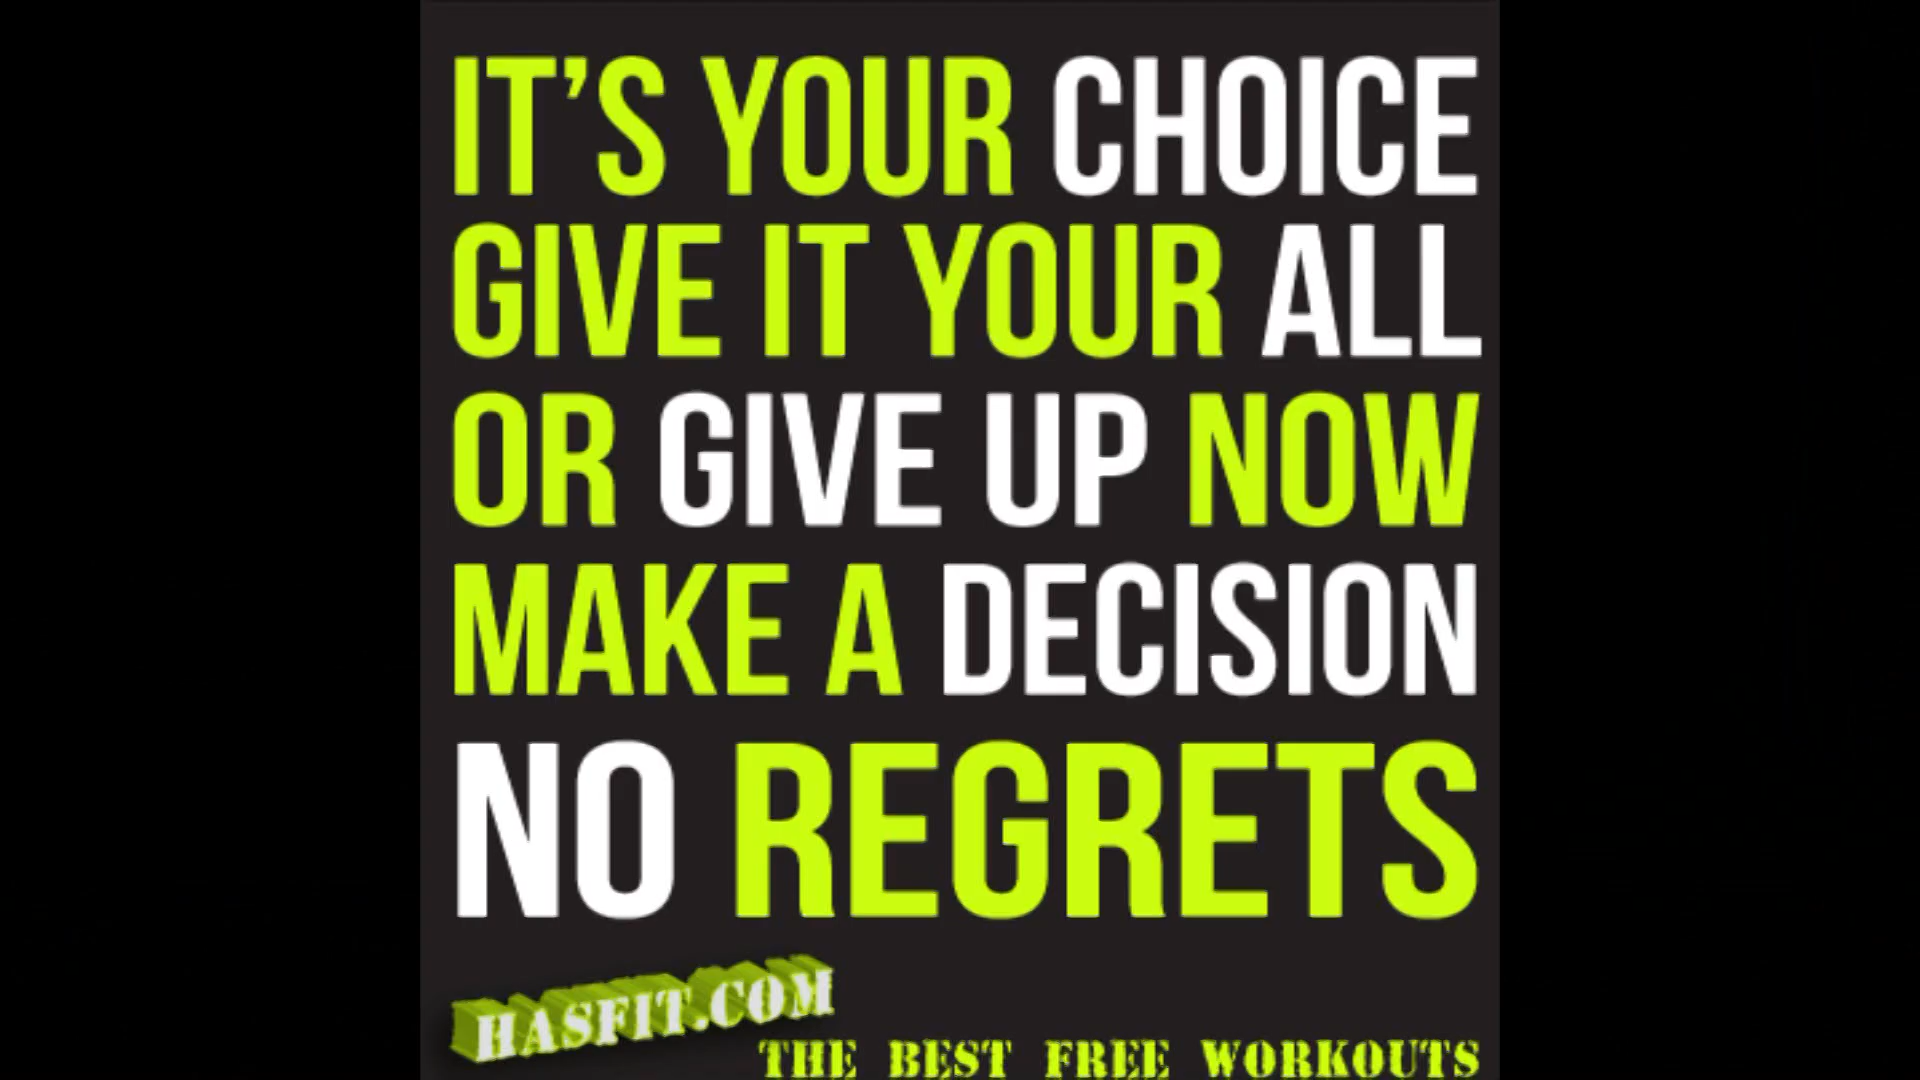 IT'S YOUR CHOICE
GIVE IT YOUR ALL
OR GIVE UP NOW
MAKE A DECISION
NO REGRETS
HASFIT.COM
THE BEST FREE WORKOUTS